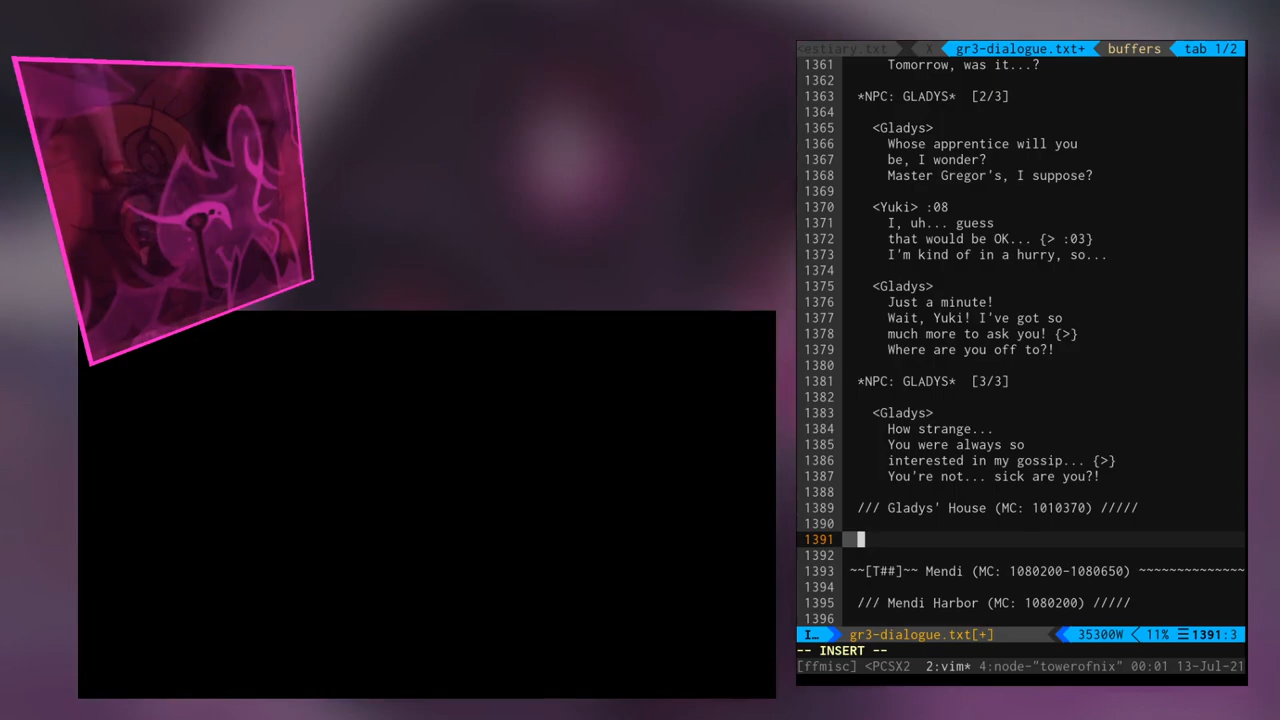 <estiary.txt X gr3-dialogue.txt+ buffers tab 1/2
1361 Tomorrow, was it...?
1362
1363 *NPC: GLADYS* [2/3]
1364
1365 <Gladys>
1366 Whose apprentice will you
1367 be, I wonder?
1368 Master Gregor's, I suppose?
1369
1370 <Yuki> :08
1371 I, uh... guess
1372 that would be OK... {> :03}
1373 I'm kind of in a hurry, so...
1374
1375 <Gladys>
1376 Just a minute!
1377 Wait, Yuki! I've got so
1378 much more to ask you! {>}
1379 Where are you off to?!
1380
1381 *NPC: GLADYS* [3/3]
1382
1383 <Gladys>
1384 How strange...
1385 You were always so
1386 interested in my gossip... {>}
1387 You're not... sick are you?!
1388
1389 /// Gladys' House (MC: 1010370) /////
1390
1391
1392
1393 ~~[T##]~~ Mendi (MC: 1080200-1080650) ~~~~~~~~~~~~~~
1394
1395 /// Mendi Harbor (MC: 1080200) /////
1396
I… gr3-dialogue.txt[+] 35300W 11% ☰1391:3
-- INSERT --
[ffmisc] <PCSX2 2:vim* 4:node-"towerofnix" 00:01 13-Jul-21